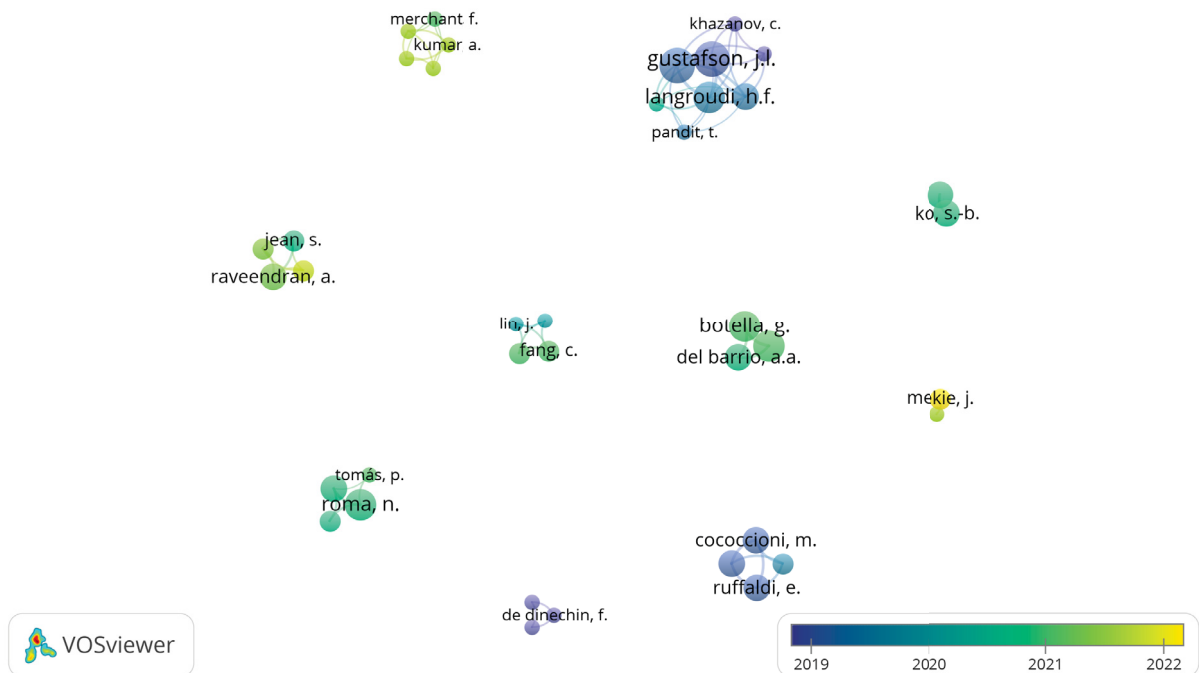 merchant f.
kumar a.
khazanov, c.
gustafson, j.l.
langroudi, h.f.
pandit, t.
ko, s.-b.
jean, s.
raveendran, a.
lin, j.
fang, c.
botella, g.
del barrio, a.a.
mekie, j.
tomás, p.
roma, n.
cococcioni, m.
ruffaldi, e.
de dinechin, f.
VOSviewer
2019 2020 2021 2022